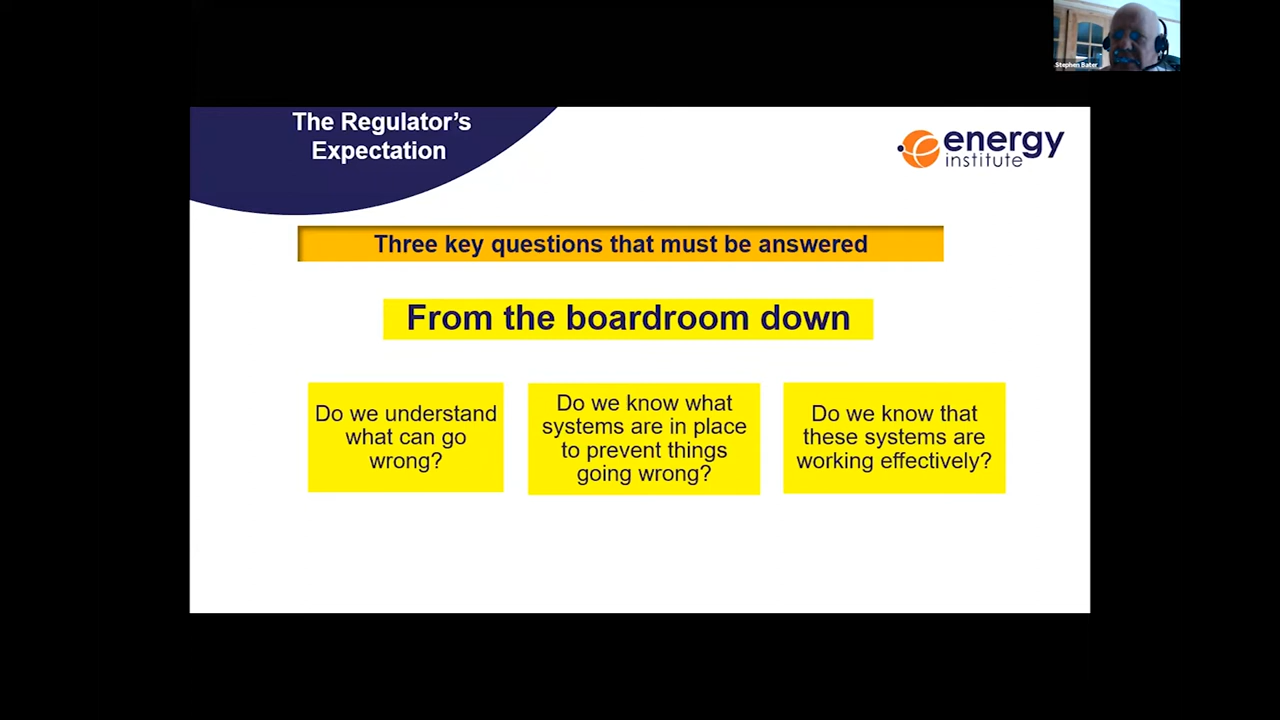 Stephen Bater
The Regulator's
Expectation
energy
institute
Three key questions that must be answered
From the boardroom down
Do we understand
what can go
wrong?
Do we know what
systems are in place
to prevent things
going wrong?
Do we know that
these systems are
working effectively?